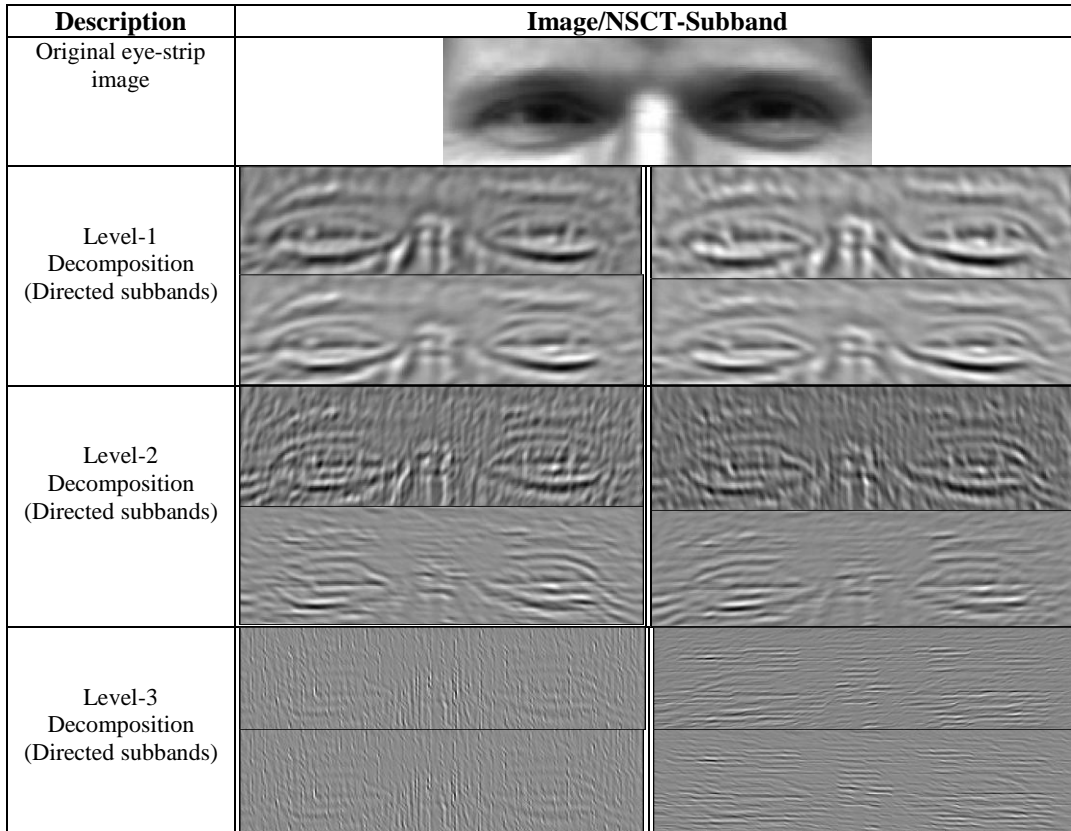 Description
Image/NSCT-Subband
Original eye-strip
image
Level-1
Decomposition
(Directed subbands)
Level-2
Decomposition
(Directed subbands)
Level-3
Decomposition
(Directed subbands)